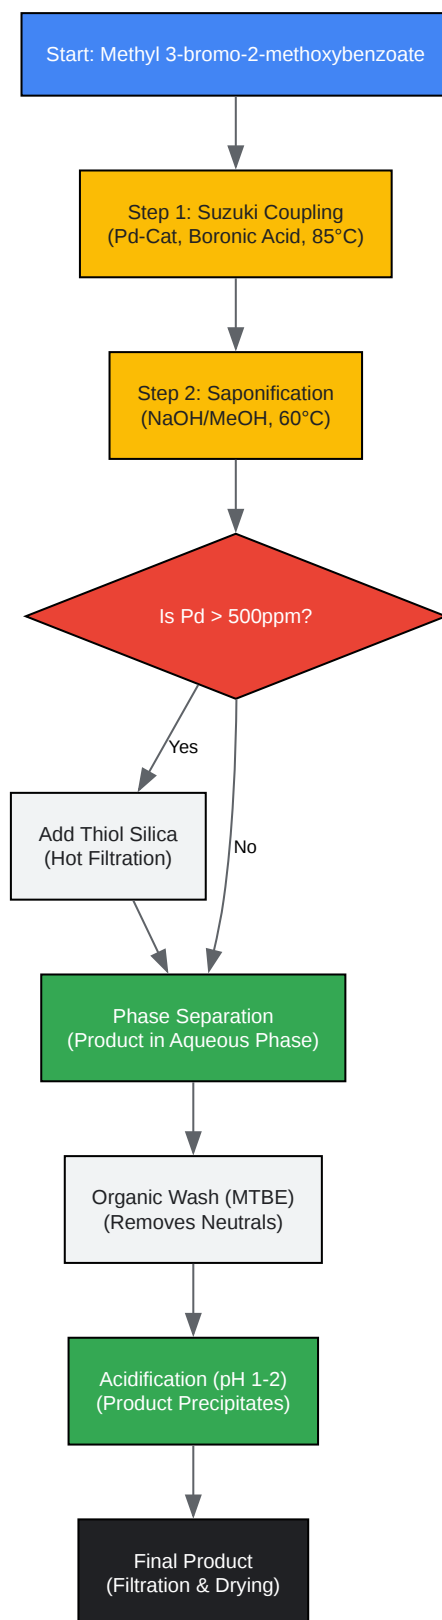 Start: Methyl 3-bromo-2-methoxybenzoate
Step 1: Suzuki Coupling
(Pd-Cat, Boronic Acid, 85°C)
Step 2: Saponification
(NaOH/MeOH, 60°C)
Is Pd > 500ppm?
Yes
Add Thiol Silica
(Hot Filtration)
No
Phase Separation
(Product in Aqueous Phase)
Organic Wash (MTBE)
(Removes Neutrals)
Acidification (pH 1-2)
(Product Precipitates)
Final Product
(Filtration & Drying)